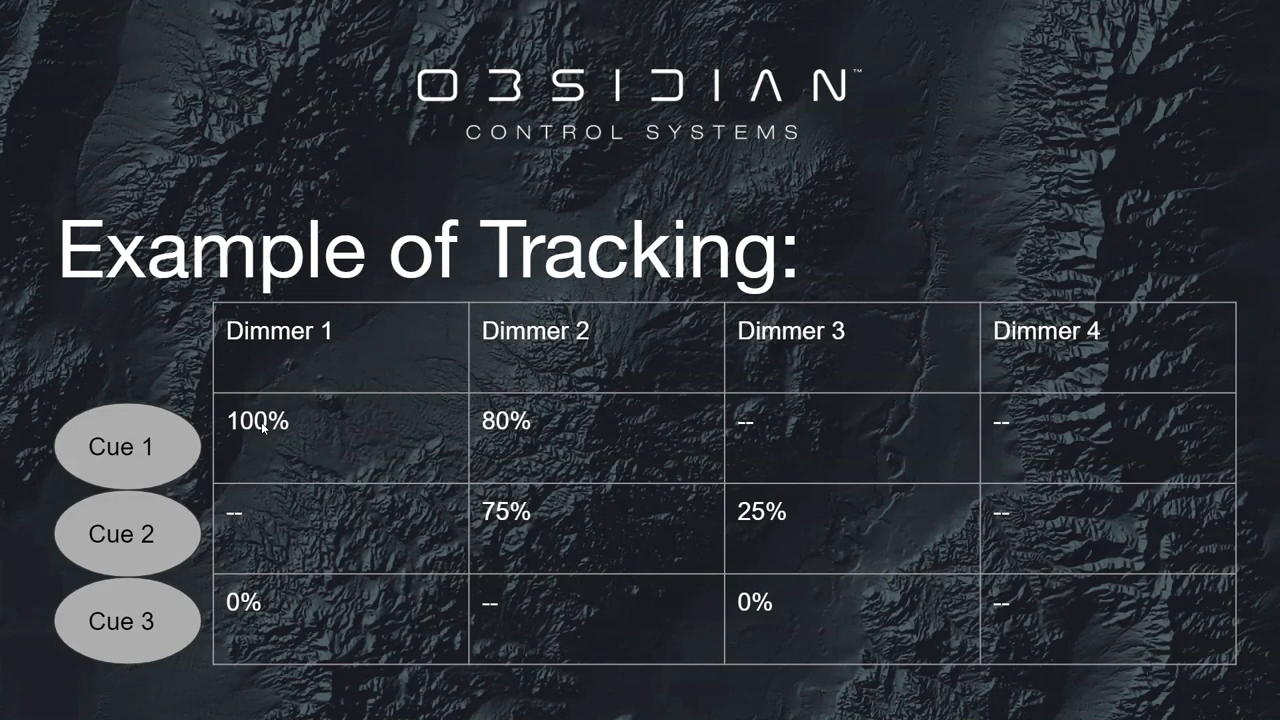 OBSIDIAN™
CONTROL SYSTEMS
Example of Tracking:
Dimmer 1 Dimmer 2 Dimmer 3 Dimmer 4
Cue 1 100% 80% -- --
Cue 2 -- 75% 25% --
Cue 3 0% -- 0% --